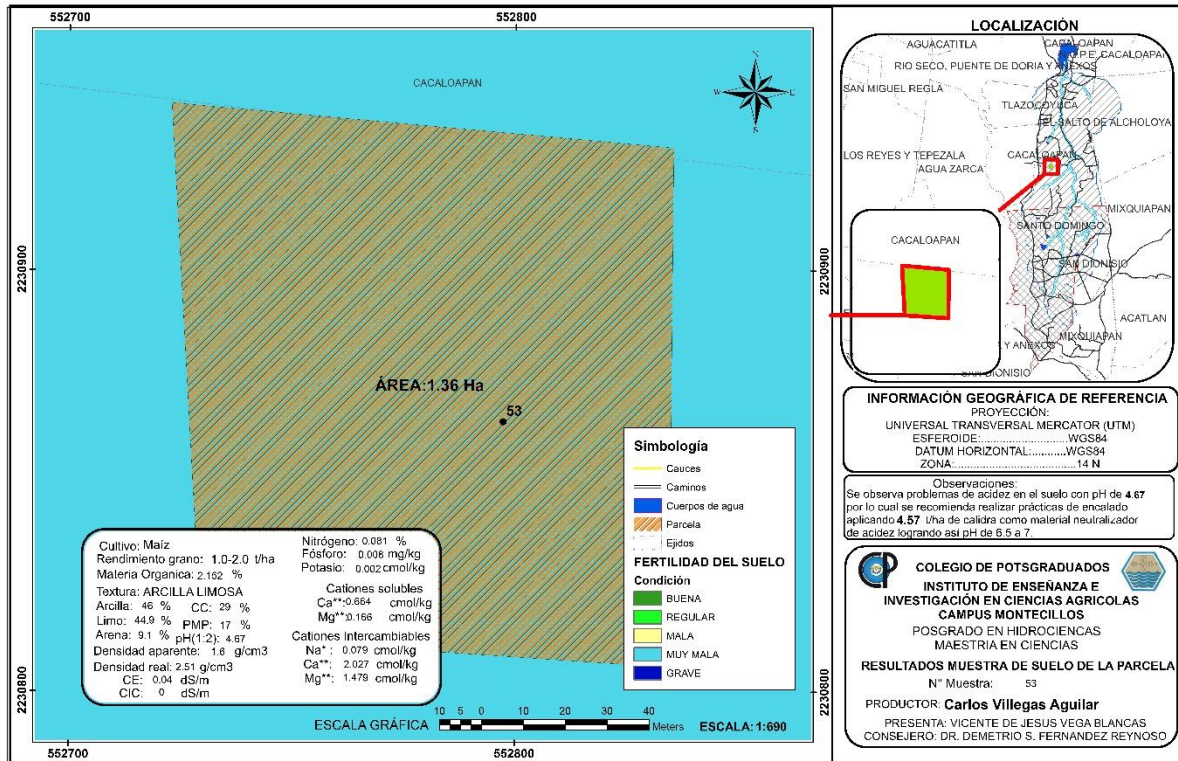 552700
552800
CACALOAPAN
N
E
S
2230900
2230900
ÁREA:1.36 Ha
53
Simbología
Cauces
Caminos
Cuerpos de agua
Parcela
Ejidos
FERTILIDAD DEL SUELO
Condición
BUENA
REGULAR
MALA
MUY MALA
GRAVE
Cultivo: Maíz
Rendimiento grano: 1.0-2.0 t/ha
Materia Organica: 2.152 %
Textura: ARCILLA LIMOSA
Arcilla: 46 % CC: 29 %
Limo: 44.9 % PMP: 17 %
Arena: 9.1 % pH(1:2): 4.67
Densidad aparente: 1.6 g/cm3
Densidad real: 2.51 g/cm3
CE: 0.04 dS/m
CIC: 0 dS/m
Nitrógeno: 0.081 %
Fósforo: 0.008 mg/kg
Potasio: 0.002 cmol/kg
Cationes solubles
Ca⁺⁺: 0.664 cmol/kg
Mg⁺⁺: 0.166 cmol/kg
Cationes Intercambiables
Na⁺: 0.079 cmol/kg
Ca⁺⁺: 2.027 cmol/kg
Mg⁺⁺: 1.479 cmol/kg
2230800
2230800
ESCALA GRÁFICA
10 5 0 10 20 30 40
Meters
ESCALA: 1:690
552700
552800
LOCALIZACIÓN
AGUACATITLA
CACALOAPAN
P.E. CACALOAPAN
RIO SECO, PUENTE DE DORIA Y ANEXOS
SAN MIGUEL REGLA
TLAZOCOYUCA
EL SALTO DE ALCHOLOYA
LOS REYES Y TEPEZALA
CACALOAPAN
AGUA ZARCA
MIXQUIAPAN
SANTO DOMINGO
CACALOAPAN
SAN DIONISIO
ACATLAN
MIXQUIAPAN
Y ANEXOS
SAN DIONISIO
INFORMACIÓN GEOGRÁFICA DE REFERENCIA
PROYECCIÓN:
UNIVERSAL TRANSVERSAL MERCATOR (UTM)
ESFEROIDE:............................WGS84
DATUM HORIZONTAL:...........WGS84
ZONA:......................................14 N
Observaciones:
Se observa problemas de acidez en el suelo con pH de 4.67
por lo cual se recomienda realizar prácticas de encalado
aplicando 4.57 t/ha de calidra como material neutralizador
de acidez logrando así pH de 6.5 a 7.
CP
COLEGIO DE POTSGRADUADOS
INSTITUTO DE ENSEÑANZA E
INVESTIGACIÓN EN CIENCIAS AGRICOLAS
CAMPUS MONTECILLOS
POSGRADO EN HIDROCIENCAS
MAESTRIA EN CIENCIAS
RESULTADOS MUESTRA DE SUELO DE LA PARCELA
N° Muestra: 53
PRODUCTOR: Carlos Villegas Aguilar
PRESENTA: VICENTE DE JESUS VEGA BLANCAS
CONSEJERO: DR. DEMETRIO S. FERNANDEZ REYNOSO